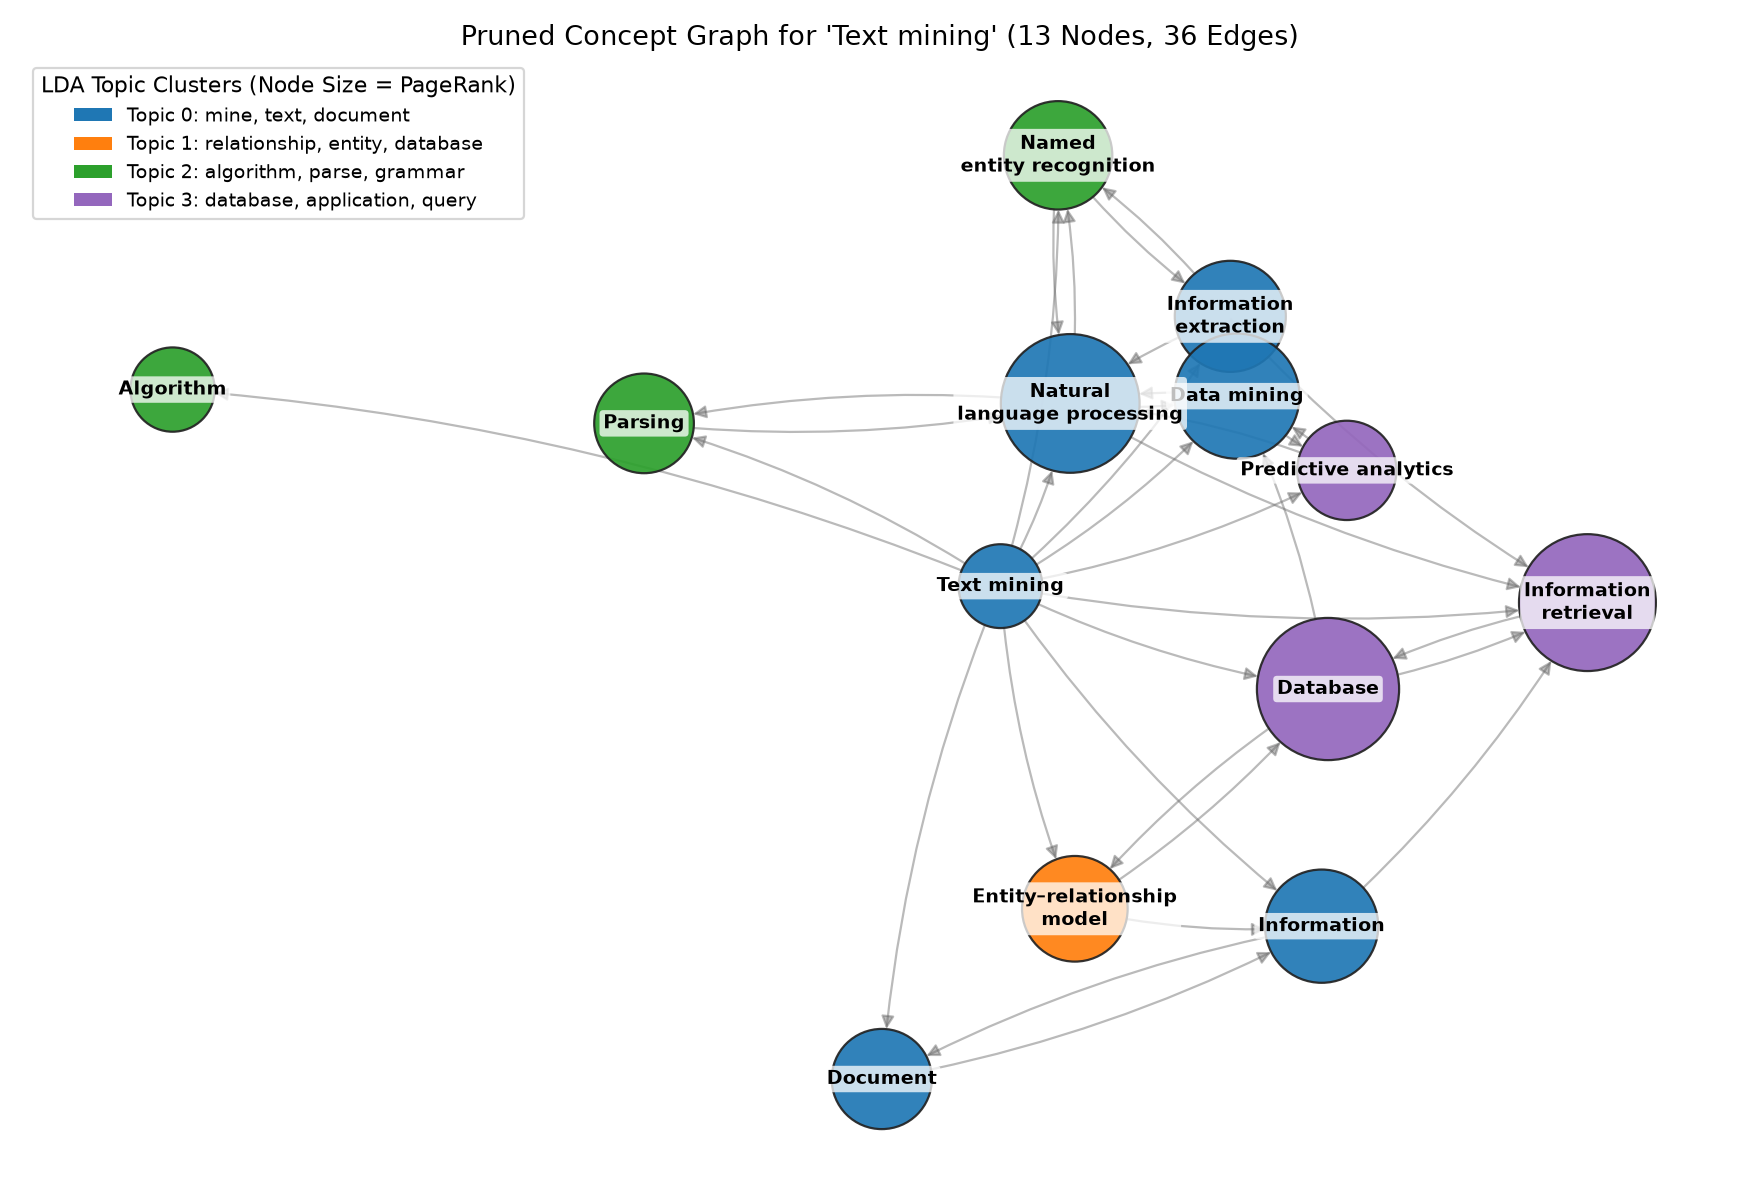 Pruned Concept Graph for 'Text mining' (13 Nodes, 36 Edges)
LDA Topic Clusters (Node Size = PageRank)
Topic 0: mine, text, document
Topic 1: relationship, entity, database
Topic 2: algorithm, parse, grammar
Topic 3: database, application, query
Named
entity recognition
Information
extraction
Algorithm
Parsing
Natural
language processing
Data mining
Predictive analytics
Text mining
Information
retrieval
Database
Entity–relationship
model
Information
Document